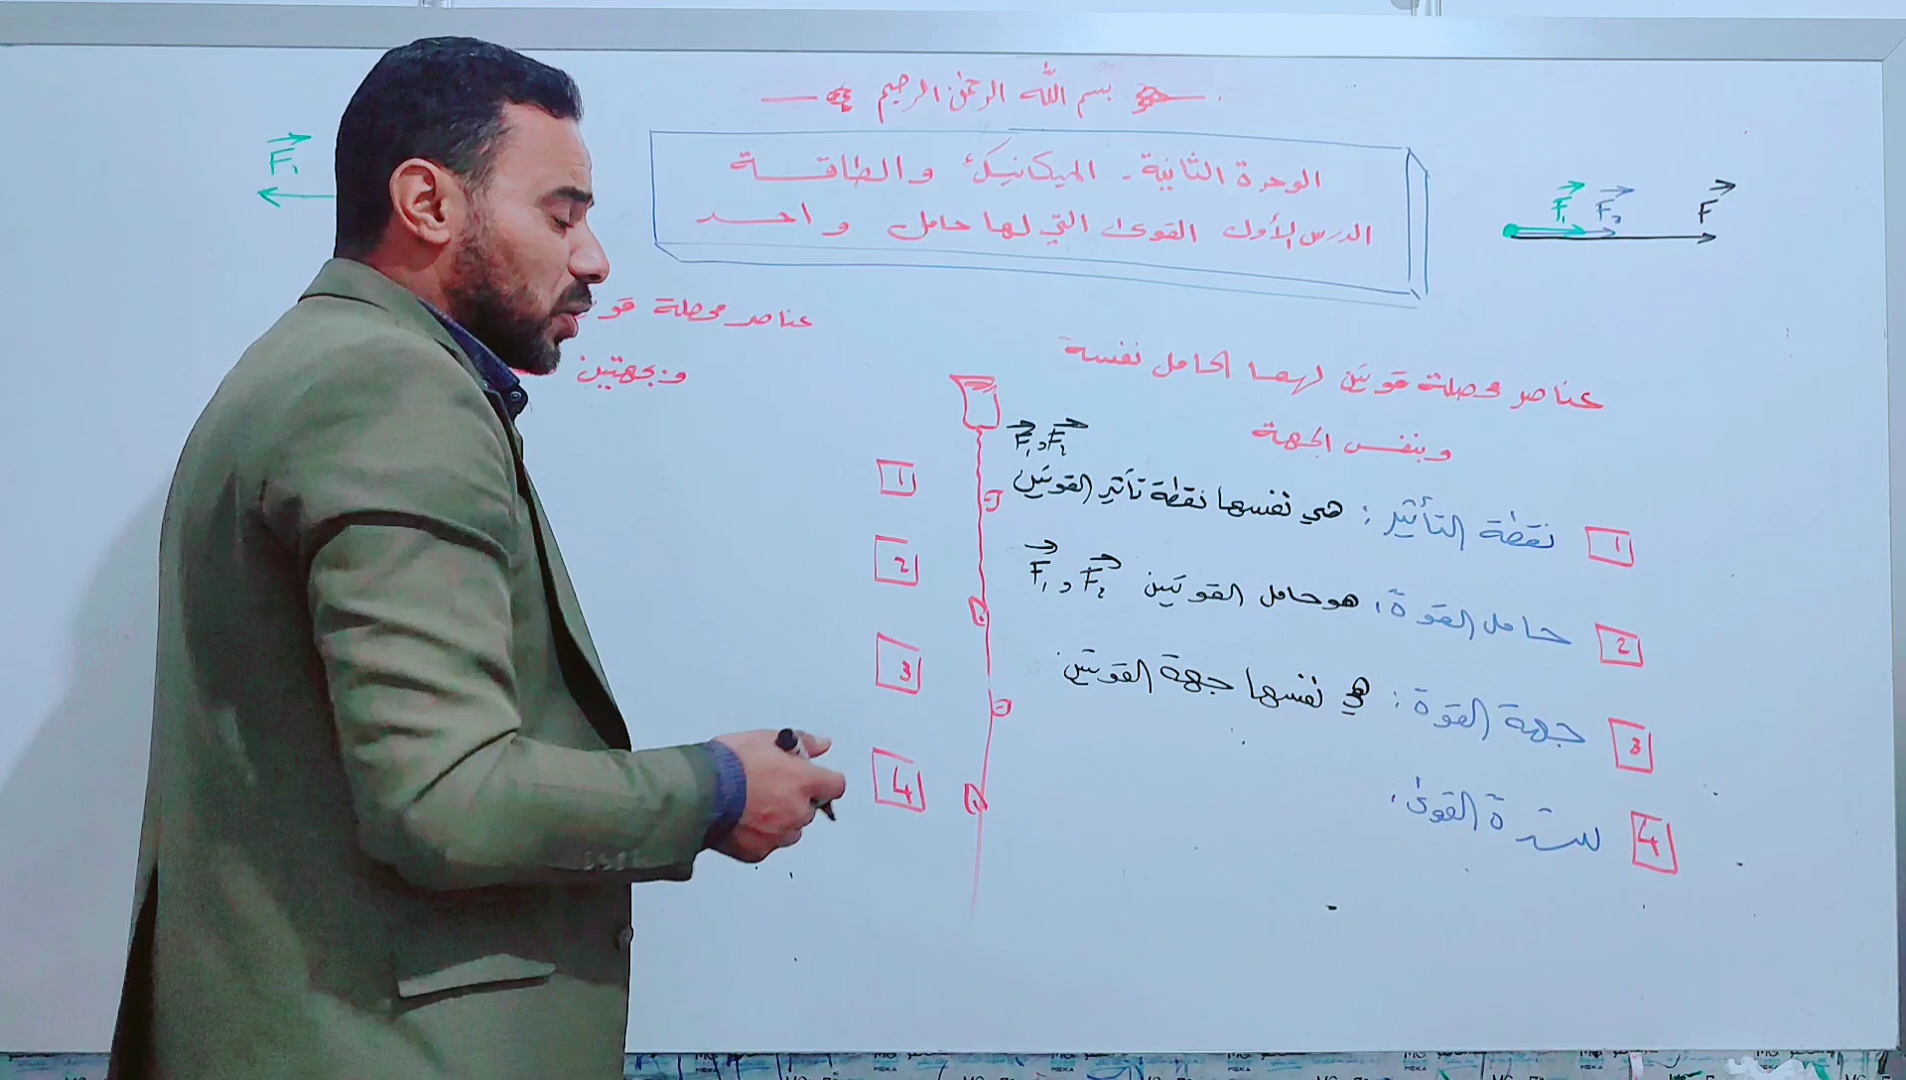 بسم الله الرحمن الرحيم
الوحدة الثانية - الميكانيك والطاقة
الدرس الأول القوى التي لها حامل واحد
F₁
F₁ F₂ F
عناصر محصلة قوتين لهما الحامل نفسه
وبنفس الجهة
F₁ و F₂
1 نقطة التأثير : هي نفسها نقطة تأثير القوتين
2 حامل القوة : هو حامل القوتين F₁ و F₂
3 جهة القوة : هي نفسها جهة القوتين
4 شدة القوى :
عناصر محصلة
وبجهتين
1
2
3
4